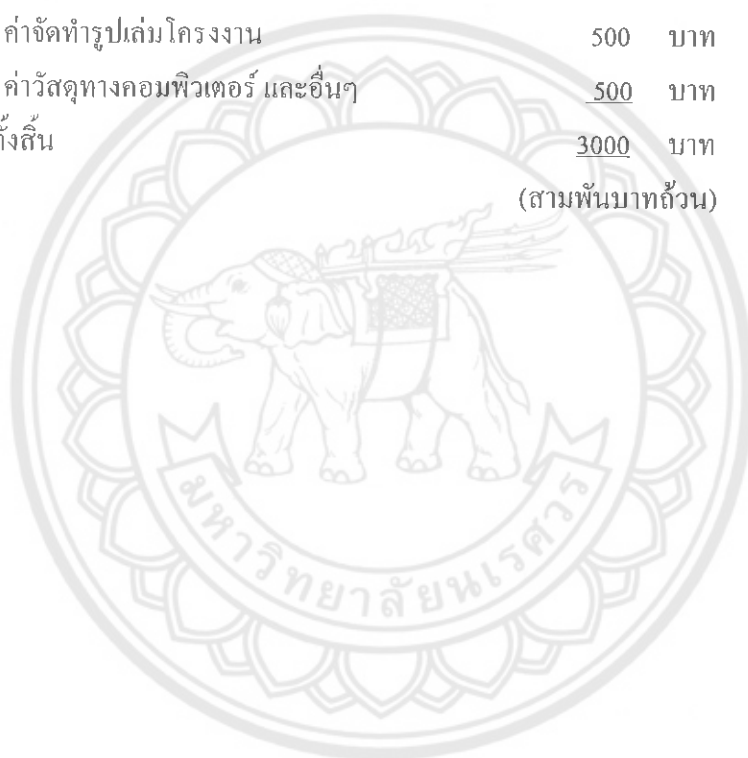 ค่าจัดทำรูปเล่มโครงงาน 500 บาท
ค่าวัสดุทางคอมพิวเตอร์ และอื่นๆ 500 บาท
ทั้งสิ้น 3000 บาท
(สามพันบาทถ้วน)
มหาวิทยาลัยนเรศวร